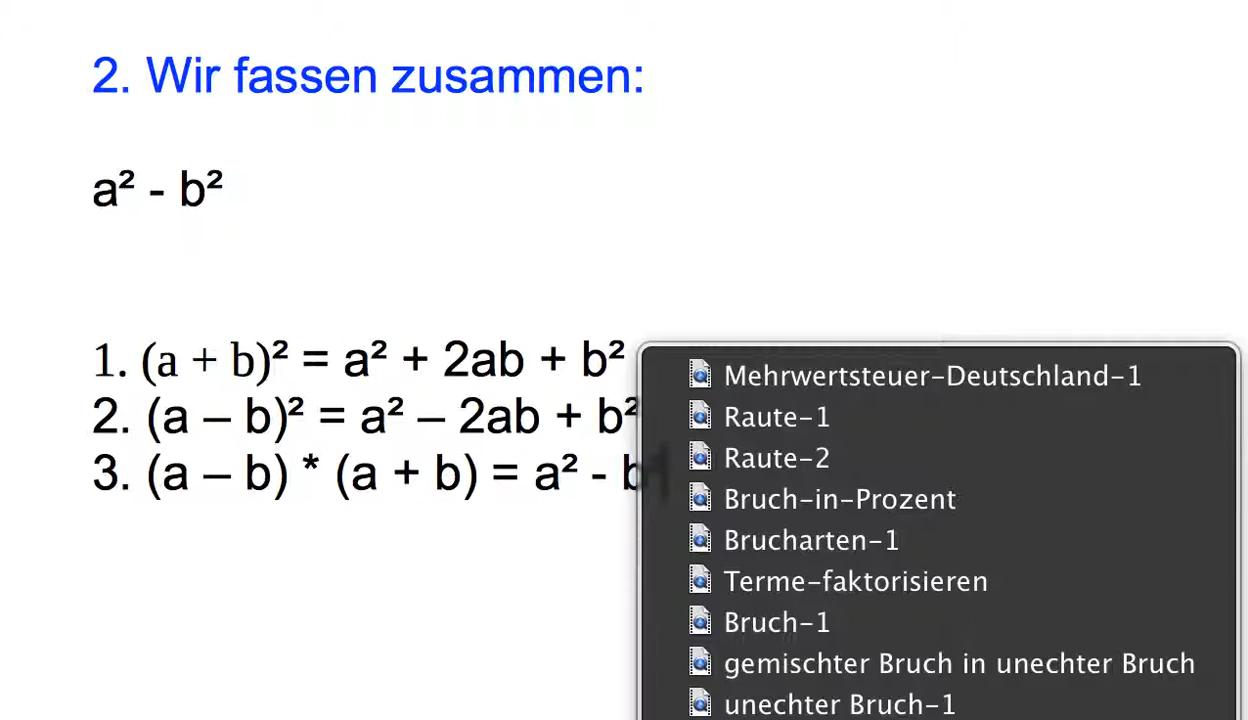 2. Wir fassen zusammen:
a² - b²
1. (a + b)² = a² + 2ab + b²
2. (a – b)² = a² – 2ab + b²
3. (a – b) * (a + b) = a² - b
Mehrwertsteuer-Deutschland-1
Raute-1
Raute-2
Bruch-in-Prozent
Brucharten-1
Terme-faktorisieren
Bruch-1
gemischter Bruch in unechter Bruch
unechter Bruch-1